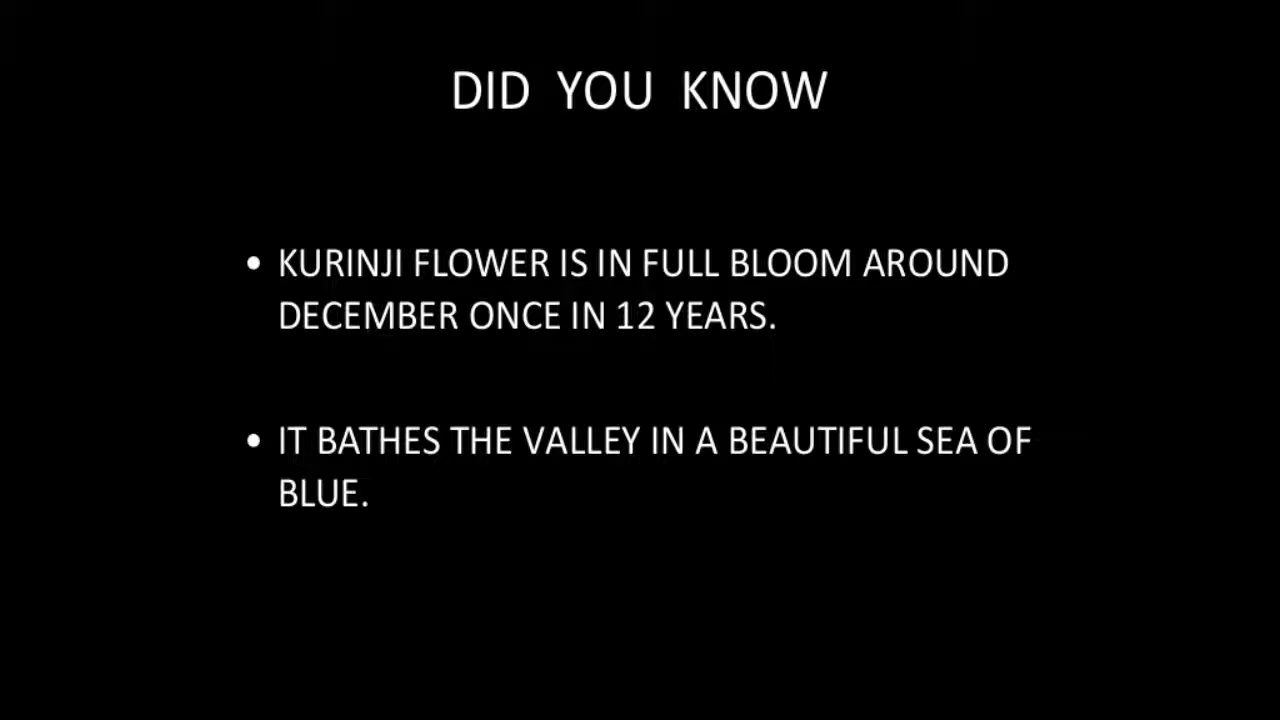 DID YOU KNOW
• KURINJI FLOWER IS IN FULL BLOOM AROUND
DECEMBER ONCE IN 12 YEARS.
• IT BATHES THE VALLEY IN A BEAUTIFUL SEA OF
BLUE.